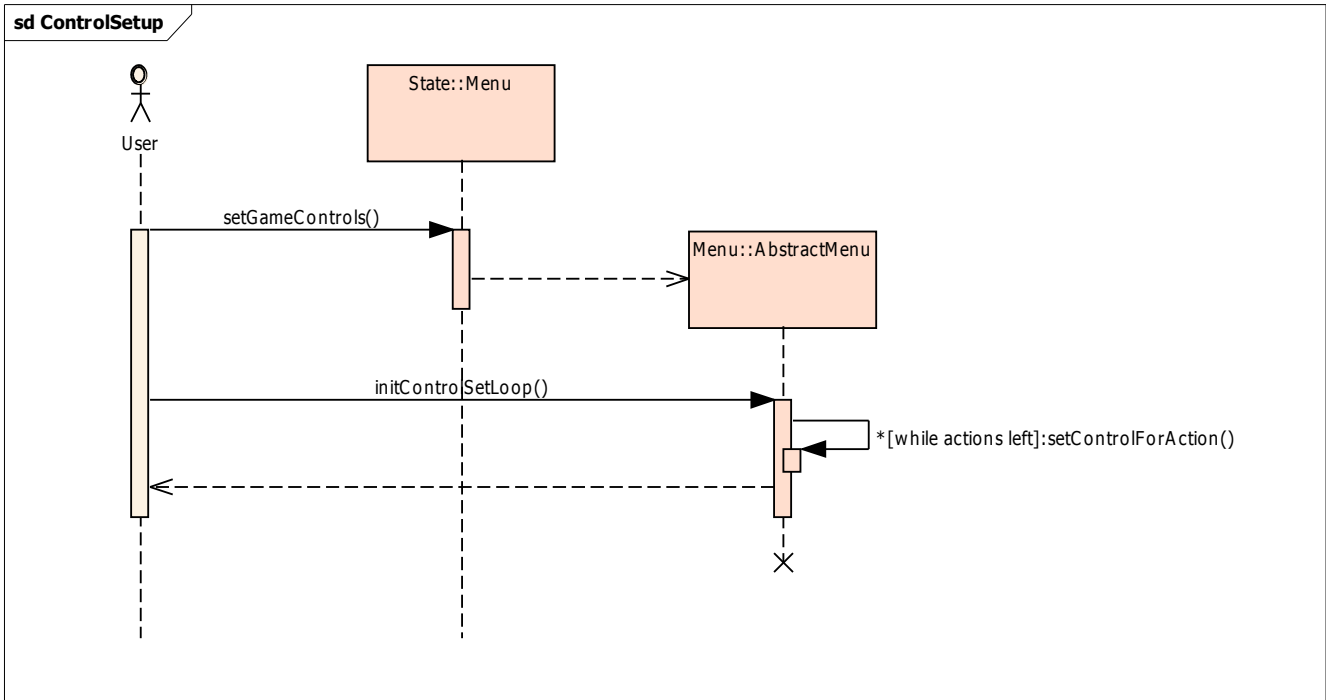 sd ControlSetup
State::Menu
User
setGameControls()
Menu::AbstractMenu
initControlSetLoop()
*[while actions left]:setControlForAction()